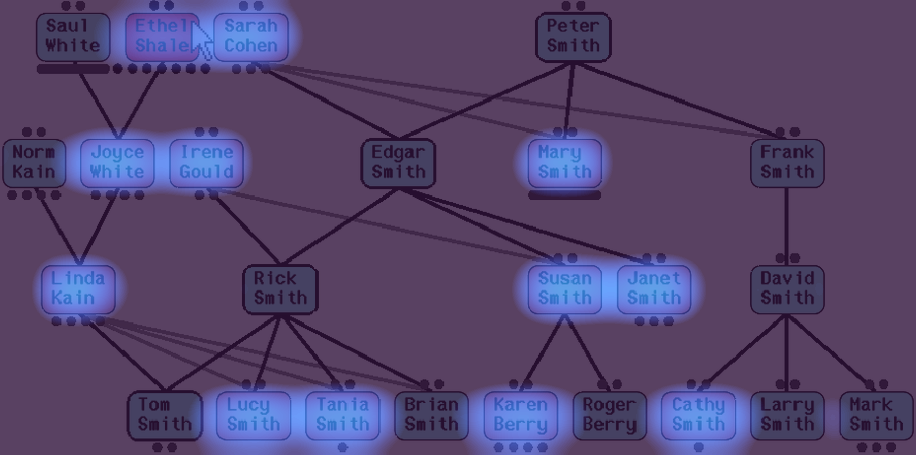 Saul
White
Ethel
Shale
Sarah
Cohen
Peter
Smith
Norm
Kain
Joyce
White
Irene
Gould
Edgar
Smith
Mary
Smith
Frank
Smith
Linda
Kain
Rick
Smith
Susan
Smith
Janet
Smith
David
Smith
Tom
Smith
Lucy
Smith
Tania
Smith
Brian
Smith
Karen
Berry
Roger
Berry
Cathy
Smith
Larry
Smith
Mark
Smith